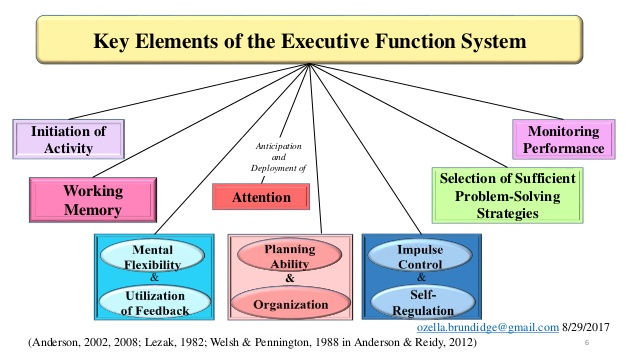 Key Elements of the Executive Function System
Initiation of
Activity
Anticipation
and
Deployment of
Monitoring
Performance
Working
Memory
Attention
Selection of Sufficient
Problem-Solving
Strategies
Mental
Flexibility
&
Utilization
of Feedback
Planning
Ability
&
Organization
Impulse
Control
&
Self-
Regulation
ozella.brundidge@gmail.com 8/29/2017
(Anderson, 2002, 2008; Lezak, 1982; Welsh & Pennington, 1988 in Anderson & Reidy, 2012)
6